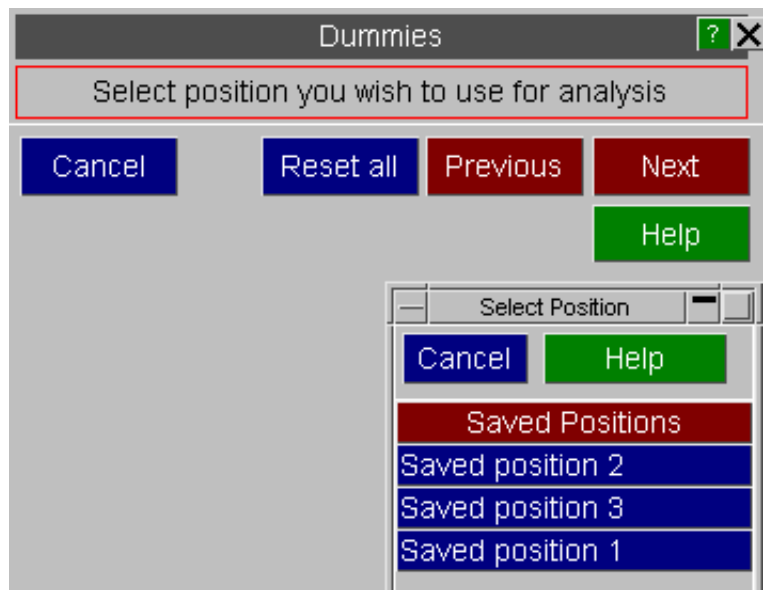 Dummies ?
Select position you wish to use for analysis
Cancel Reset all Previous Next
Help
Select Position
Cancel Help
Saved Positions
Saved position 2
Saved position 3
Saved position 1